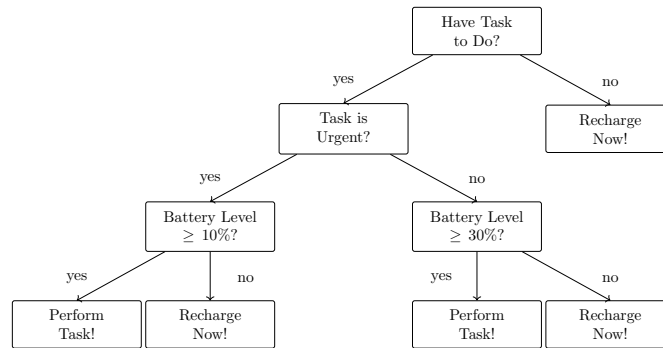 Have Task
to Do?
yes
no
Task is
Urgent?
Recharge
Now!
yes
no
Battery Level
≥ 10%?
Battery Level
≥ 30%?
yes
no
yes
no
Perform
Task!
Recharge
Now!
Perform
Task!
Recharge
Now!